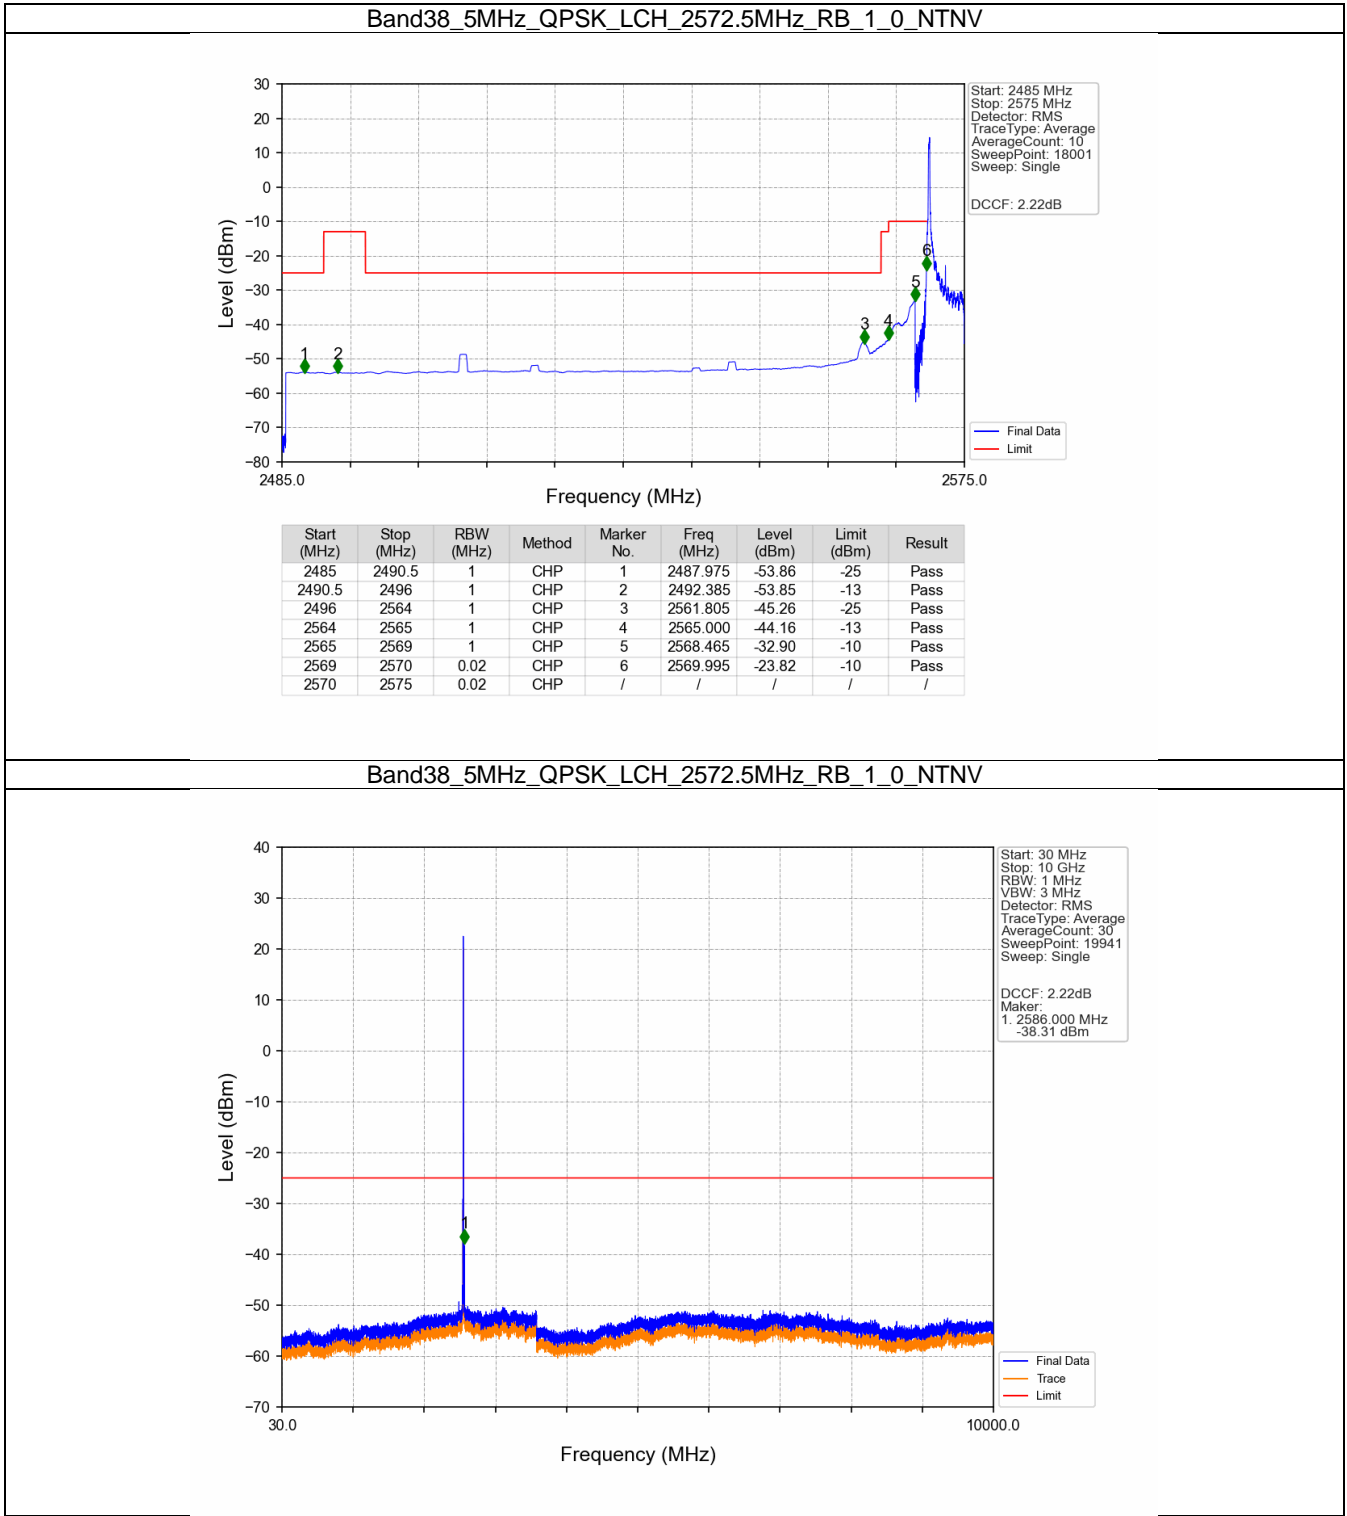 Band38_5MHz_QPSK_LCH_2572.5MHz_RB_1_0_NTNV
30
20
10
0
−10
−20
−30
−40
−50
−60
−70
−80
Level (dBm)
1
2
3
4
5
6
2485.0
2575.0
Frequency (MHz)
Start: 2485 MHz
Stop: 2575 MHz
Detector: RMS
TraceType: Average
AverageCount: 10
SweepPoint: 18001
Sweep: Single
DCCF: 2.22dB
Final Data
Limit
Start (MHz) Stop (MHz) RBW (MHz) Method Marker No. Freq (MHz) Level (dBm) Limit (dBm) Result
2485 2490.5 1 CHP 1 2487.975 -53.86 -25 Pass
2490.5 2496 1 CHP 2 2492.385 -53.85 -13 Pass
2496 2564 1 CHP 3 2561.805 -45.26 -25 Pass
2564 2565 1 CHP 4 2565.000 -44.16 -13 Pass
2565 2569 1 CHP 5 2568.465 -32.90 -10 Pass
2569 2570 0.02 CHP 6 2569.995 -23.82 -10 Pass
2570 2575 0.02 CHP / / / / /
Band38_5MHz_QPSK_LCH_2572.5MHz_RB_1_0_NTNV
40
30
20
10
0
−10
−20
−30
−40
−50
−60
−70
Level (dBm)
1
30.0
10000.0
Frequency (MHz)
Start: 30 MHz
Stop: 10 GHz
RBW: 1 MHz
VBW: 3 MHz
Detector: RMS
TraceType: Average
AverageCount: 30
SweepPoint: 19941
Sweep: Single
DCCF: 2.22dB
Maker:
1. 2586.000 MHz
-38.31 dBm
Final Data
Trace
Limit